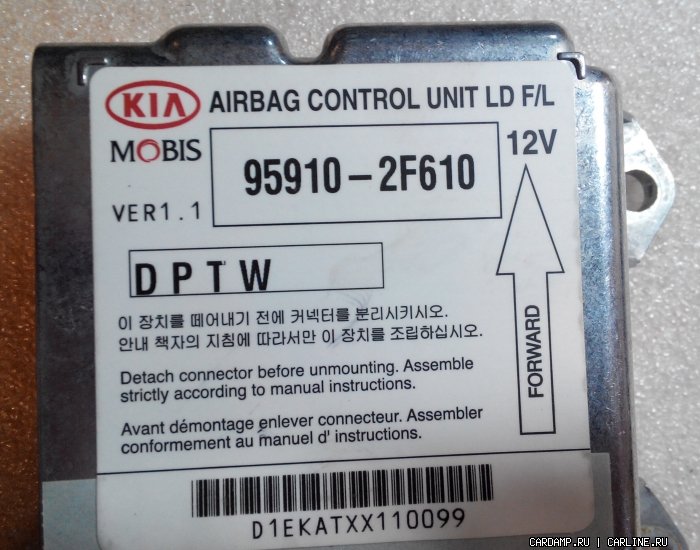 KIA AIRBAG CONTROL UNIT LD F/L
MOBIS
95910-2F610
12V
VER1.1
DPTW
이 장치를 떼어내기 전에 커넥터를 분리시키시오.
안내 책자의 지침에 따라서만 이 장치를 조립하십시오.
Detach connector before unmounting. Assemble
strictly according to manual instructions.
Avant démontage enlever connecteur. Assembler
conformement au manuel d' instructions.
FORWARD
D1EKATXX110099
CARDAMP.RU | CARLINE.RU